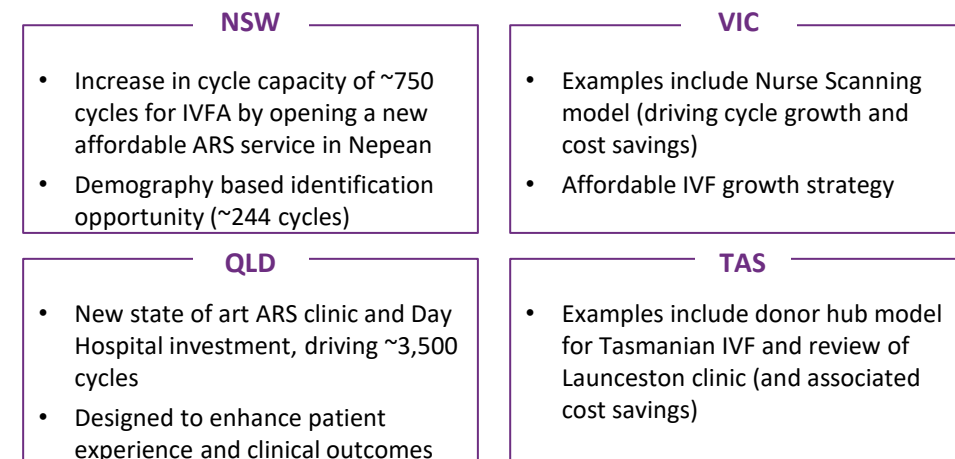 NSW
• Increase in cycle capacity of ~750
cycles for IVFA by opening a new
affordable ARS service in Nepean
• Demography based identification
opportunity (~244 cycles)
VIC
• Examples include Nurse Scanning
model (driving cycle growth and
cost savings)
• Affordable IVF growth strategy
QLD
• New state of art ARS clinic and Day
Hospital investment, driving ~3,500
cycles
• Designed to enhance patient
experience and clinical outcomes
TAS
• Examples include donor hub model
for Tasmanian IVF and review of
Launceston clinic (and associated
cost savings)